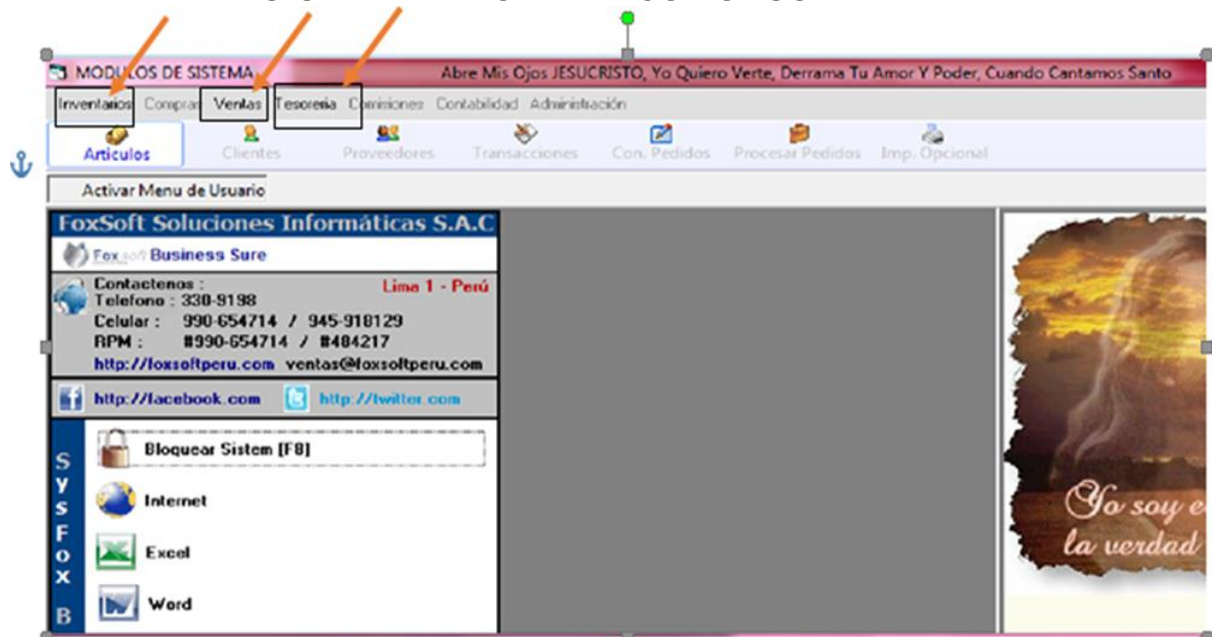 MODULOS DE SISTEMA Abre Mis Ojos JESUCRISTO, Yo Quiero Verte, Derrama Tu Amor Y Poder, Cuando Cantamos Santo
Inventarios Compras Ventas Tesoreria Comisiones Contabilidad Administración
Articulos Clientes Proveedores Transacciones Con. Pedidos Procesar Pedidos Imp. Opcional
Activar Menu de Usuario
FoxSoft Soluciones Informáticas S.A.C
Fox soft Business Sure
Contactenos : Lima 1 - Perú
Telefono : 330-9198
Celular : 990-654714 / 945-918129
RPM : #990-654714 / #484217
http://foxsoftperu.com ventas@foxsoftperu.com
http://facebook.com http://twitter.com
Bloquear Sistem [F8]
Internet
Excel
Word
SysFox B
Yo soy e
la verdad